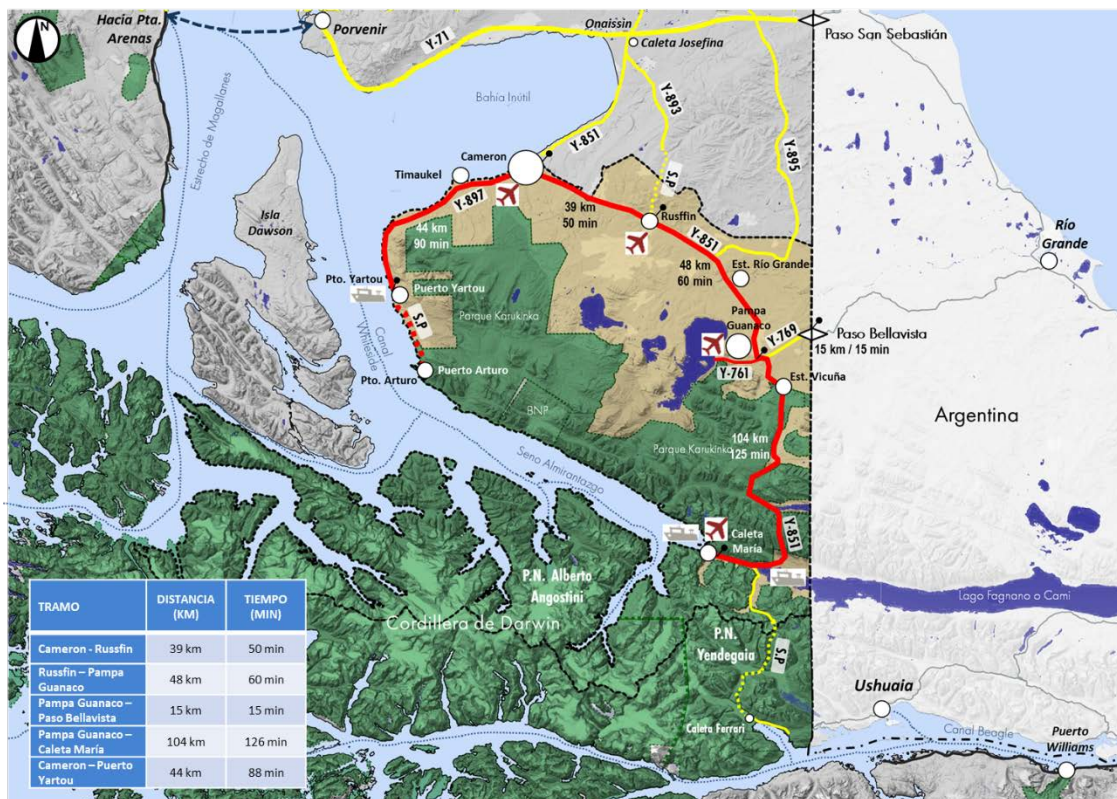 Hacía Pta.
Arenas
N
Porvenir
Y-71
Onaissin
Caleta Josefina
Paso San Sebastián
Estrecho de Magallanes
Bahía Inútil
Y-851
Y-893
Y-895
S.P
Cameron
Timaukel
Y-897
39 km
50 min
Rusffin
Isla
Dawson
44 km
90 min
Y-851
48 km
60 min
Est. Río Grande
Río
Grande
Pto. Yartou
Puerto Yartou
S.P
Parque Karukinka
Pampa
Guanaco
Y-769
Paso Bellavista
15 km / 15 min
Canal
Whiteside
Pto. Arturo
Puerto Arturo
Y-761
Est. Vicuña
BNP
Argentina
Parque Karukinka
104 km
125 min
Seno Almirantazgo
Y-851
Caleta
María
P.N. Alberto
Angostini
Lago Fagnano o Cami
Cordillera de Darwin
P.N.
Yendegaia
S.P
Ushuaia
Caleta Ferrari
Canal Beagle
Puerto
Williams
TRAMO DISTANCIA (KM) TIEMPO (MIN)
Cameron - Russfin 39 km 50 min
Russfin – Pampa Guanaco 48 km 60 min
Pampa Guanaco – Paso Bellavista 15 km 15 min
Pampa Guanaco – Caleta María 104 km 126 min
Cameron – Puerto Yartou 44 km 88 min